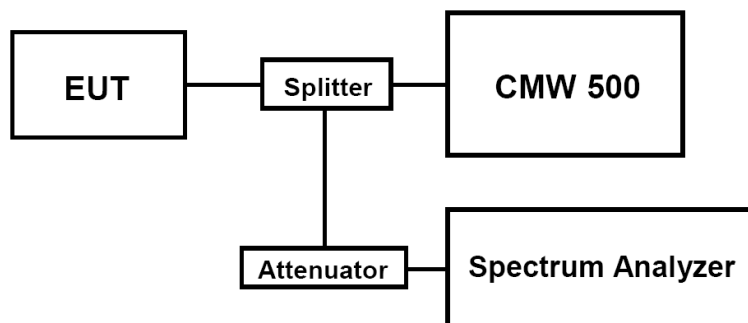 EUT
Splitter
CMW 500
Attenuator
Spectrum Analyzer